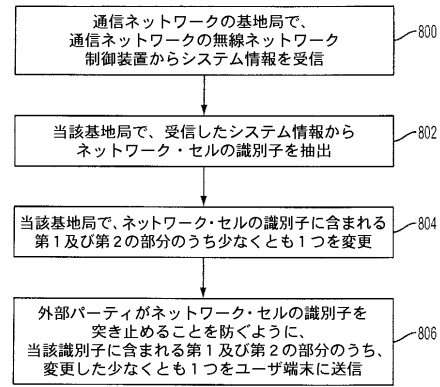 通信ネットワークの基地局で、
通信ネットワークの無線ネットワーク
制御装置からシステム情報を受信
800
当該基地局で、受信したシステム情報から
ネットワーク・セルの識別子を抽出
802
当該基地局で、ネットワーク・セルの識別子に含まれる
第1及び第2の部分のうち少なくとも1つを変更
804
外部パーティがネットワーク・セルの識別子を
突き止めることを防ぐように、
当該識別子に含まれる第1及び第2の部分のうち、
変更した少なくとも1つをユーザ端末に送信
806